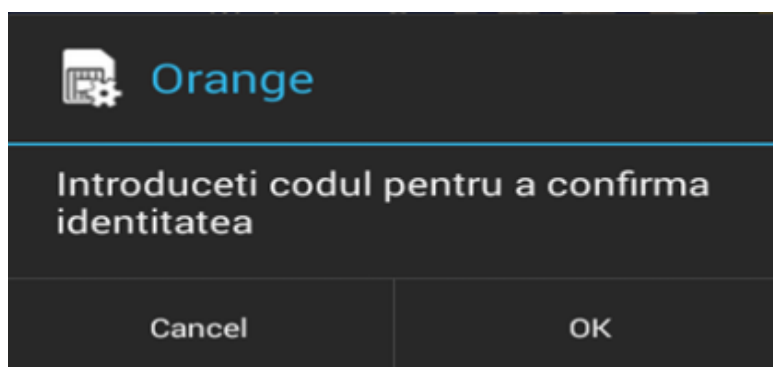 Orange
Introduceti codul pentru a confirma
identitatea
Cancel
OK